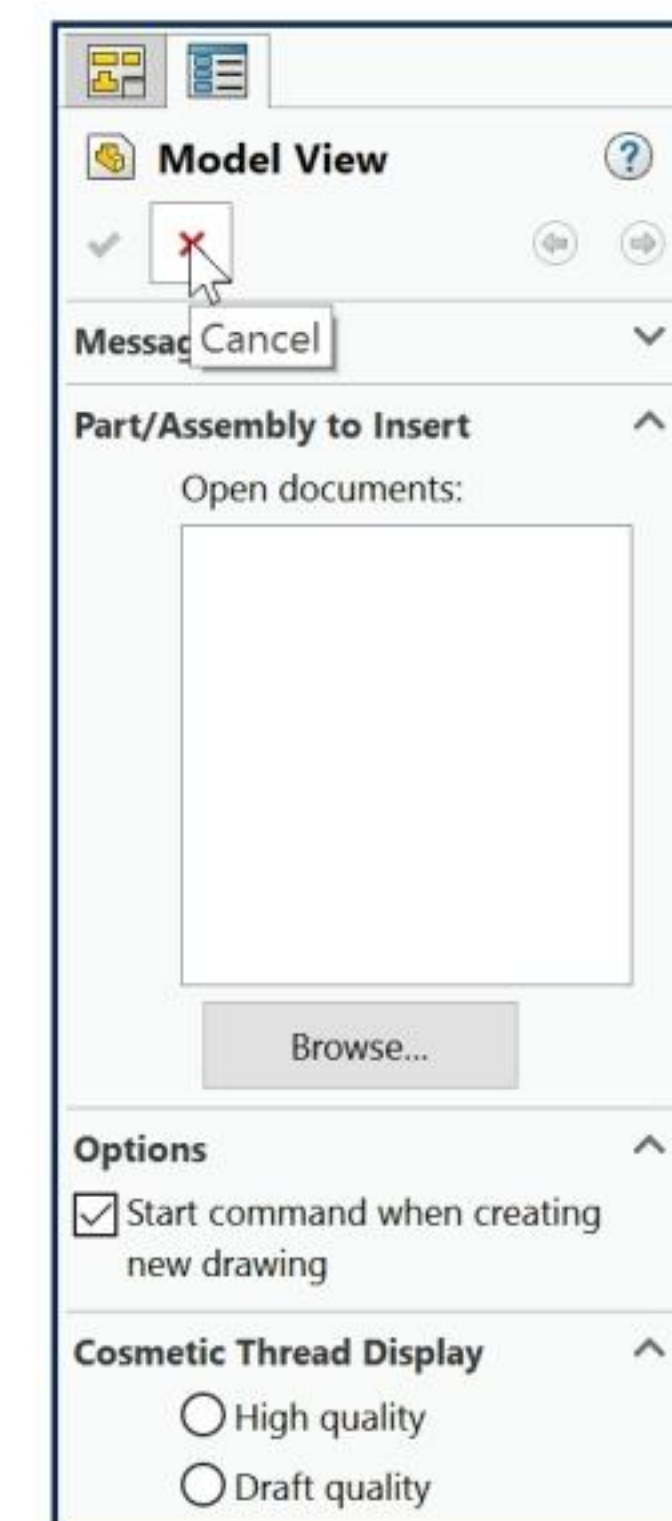 Model View
?
Messag
Cancel
Part/Assembly to Insert
Open documents:
Browse...
Options
Start command when creating
new drawing
Cosmetic Thread Display
High quality
Draft quality